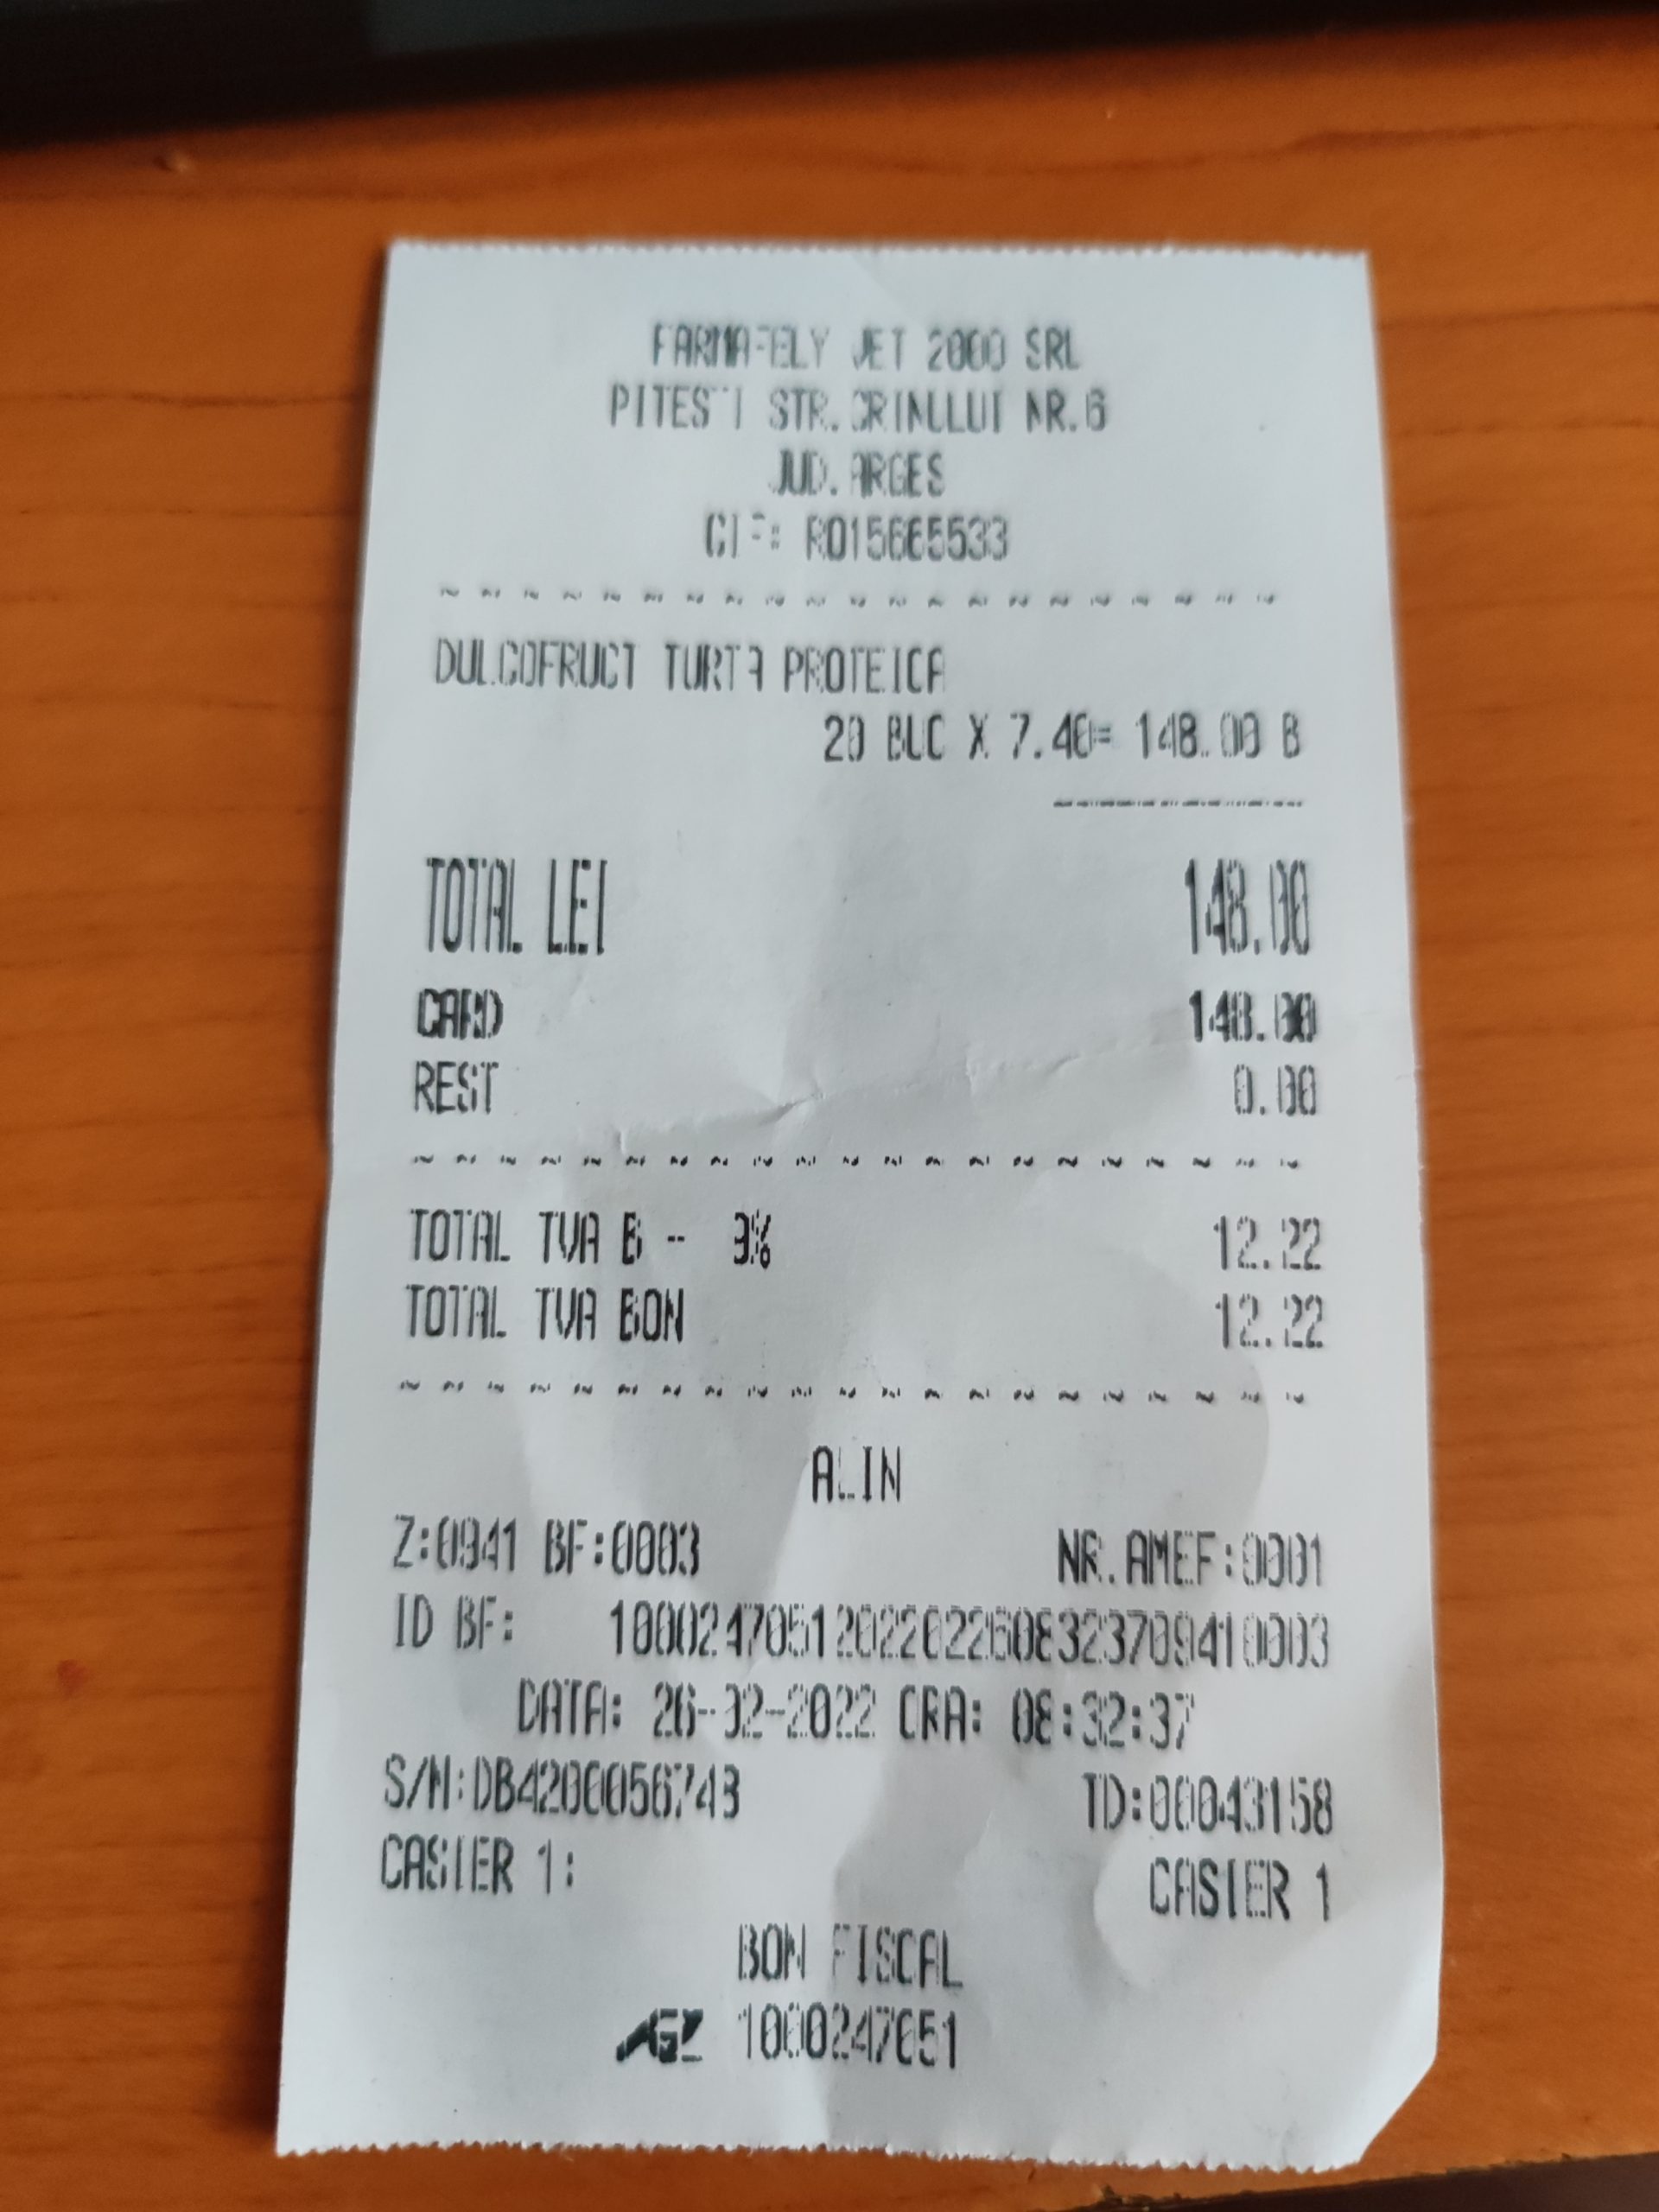 FARMAFELY JET 2000 SRL
PITESTI STR.CRINULUI NR.6
JUD.ARGES
CIF: RO15665533
DULCOFRUCT TURTA PROTEICA
20 BUC X 7.40= 148.00 B
TOTAL LEI 148.00
CARD 148.00
REST 0.00
TOTAL TVA B - 9% 12.22
TOTAL TVA BON 12.22
ALIN
Z:0941 BF:0003 NR.AMEF:0001
ID BF: 10002470512022022608323709410003
DATA: 26-02-2022 ORA: 08:32:37
S/N:DB4200056743 TD:00043158
CASIER 1: CASIER 1
BON FISCAL
1000247051